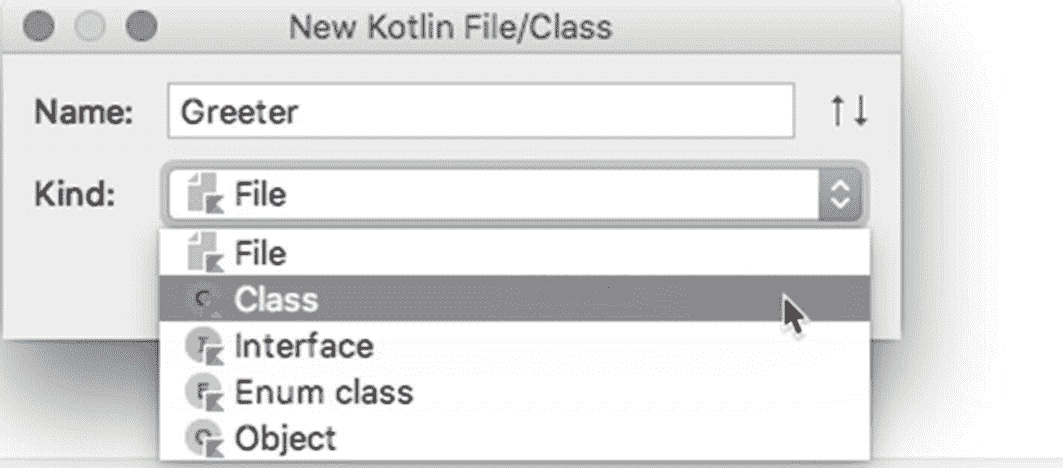 New Kotlin File/Class
Name: Greeter ↑↓
Kind: File
File
Class
Interface
Enum class
Object